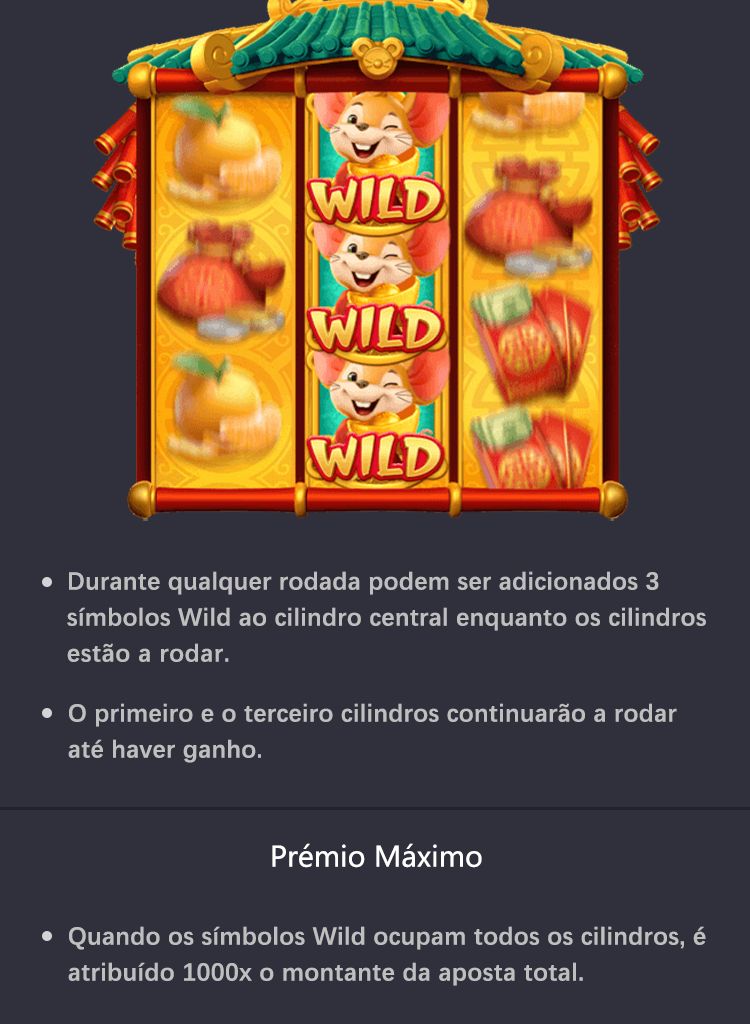 WILD
WILD
WILD
Durante qualquer rodada podem ser adicionados 3
símbolos Wild ao cilindro central enquanto os cilindros
estão a rodar.
O primeiro e o terceiro cilindros continuarão a rodar
até haver ganho.
Prémio Máximo
Quando os símbolos Wild ocupam todos os cilindros, é
atribuído 1000x o montante da aposta total.